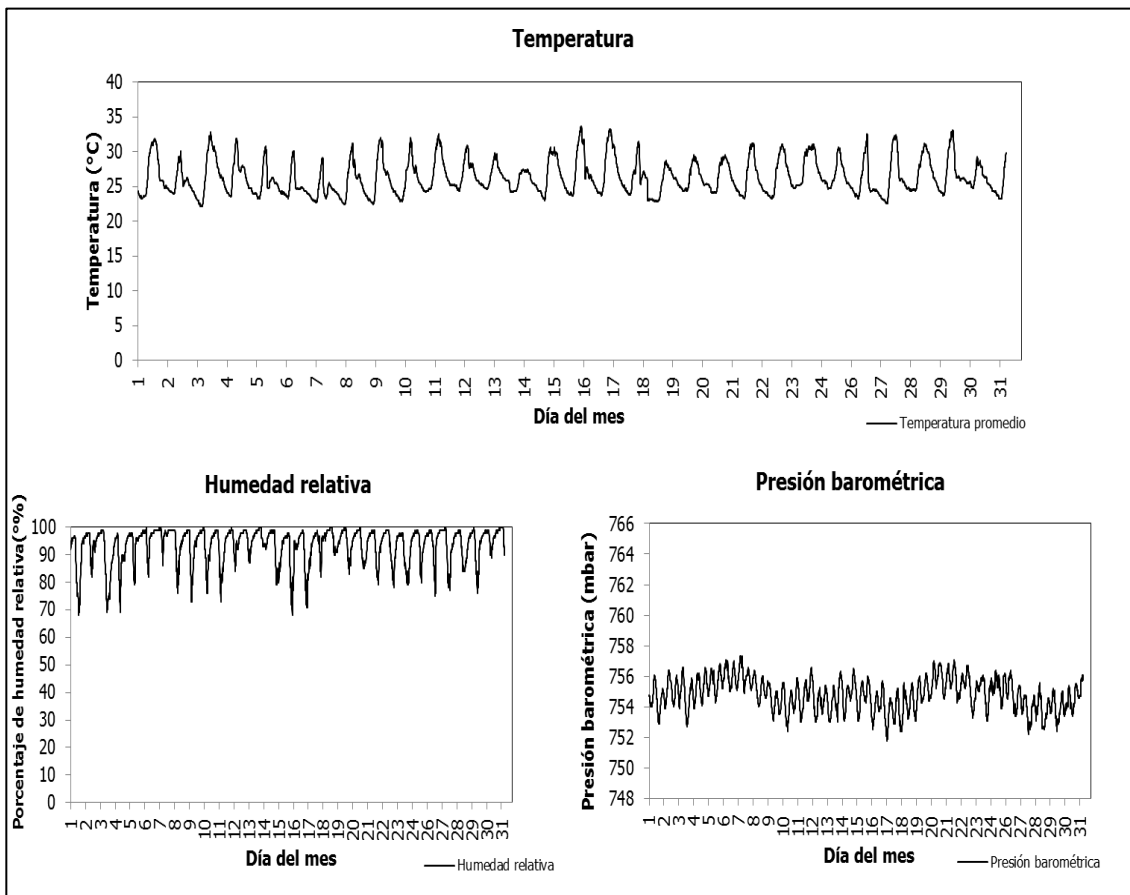 Temperatura
Temperatura (°C)
40
35
30
25
20
15
10
5
0
1 2 3 4 5 6 7 8 9 10 11 12 13 14 15 16 17 18 19 20 21 22 23 24 25 26 27 28 29 30 31
Día del mes
Temperatura promedio
Humedad relativa
Porcentaje de humedad relativa(°°%)
100
90
80
70
60
50
40
30
20
10
0
1 2 3 4 5 6 7 8 9 10 11 13 14 15 16 17 18 19 20 21 22 23 24 25 26 27 28 29 30 31
Día del mes
Humedad relativa
Presión barométrica
Presión barométrica (mbar)
766
764
762
760
758
756
754
752
750
748
1 2 3 4 5 6 7 8 9 10 11 13 14 15 16 17 18 19 20 21 22 23 24 25 26 27 28 29 30 31
Día del mes
Presión barométrica